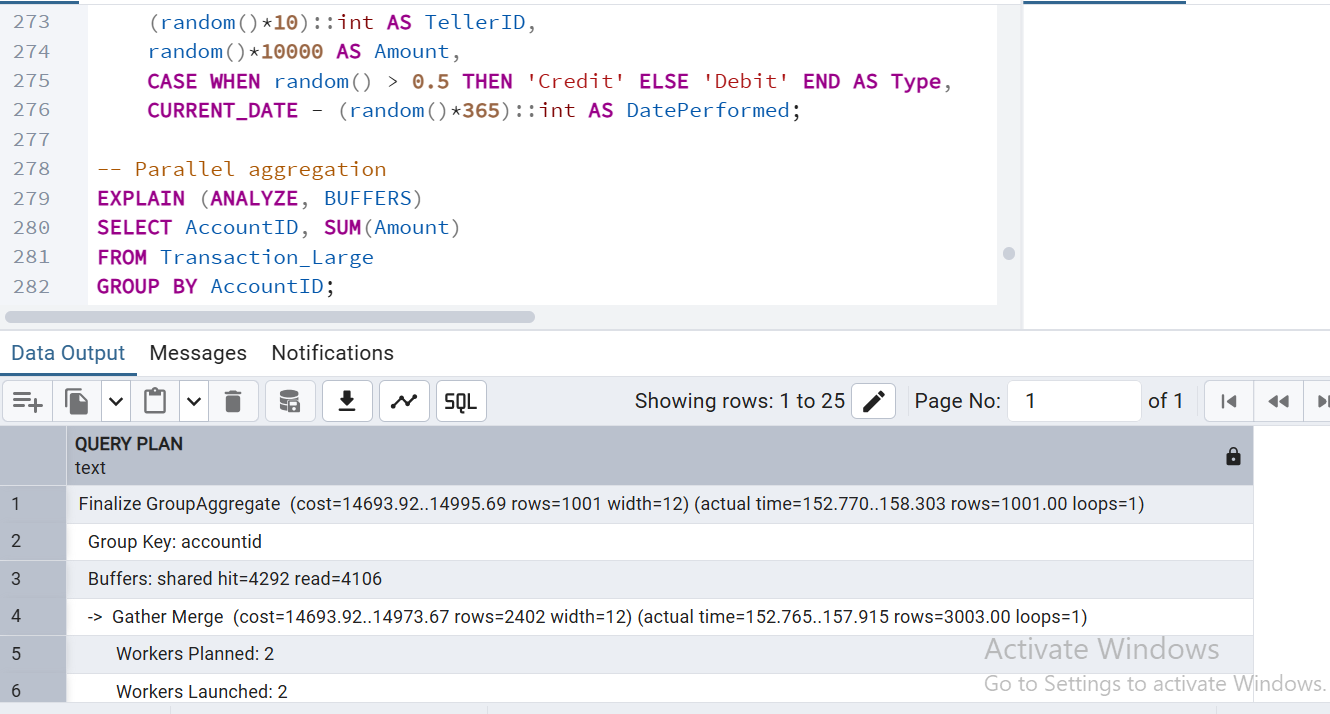 273 (random()*10)::int AS TellerID,
274 random()*10000 AS Amount,
275 CASE WHEN random() > 0.5 THEN 'Credit' ELSE 'Debit' END AS Type,
276 CURRENT_DATE - (random()*365)::int AS DatePerformed;
277
278 -- Parallel aggregation
279 EXPLAIN (ANALYZE, BUFFERS)
280 SELECT AccountID, SUM(Amount)
281 FROM Transaction_Large
282 GROUP BY AccountID;
Data Output Messages Notifications
SQL Showing rows: 1 to 25 Page No: 1 of 1
QUERY PLAN
text
1 Finalize GroupAggregate (cost=14693.92..14995.69 rows=1001 width=12) (actual time=152.770..158.303 rows=1001.00 loops=1)
2 Group Key: accountid
3 Buffers: shared hit=4292 read=4106
4 -> Gather Merge (cost=14693.92..14973.67 rows=2402 width=12) (actual time=152.765..157.915 rows=3003.00 loops=1)
5 Workers Planned: 2
6 Workers Launched: 2
Activate Windows
Go to Settings to activate Windows.